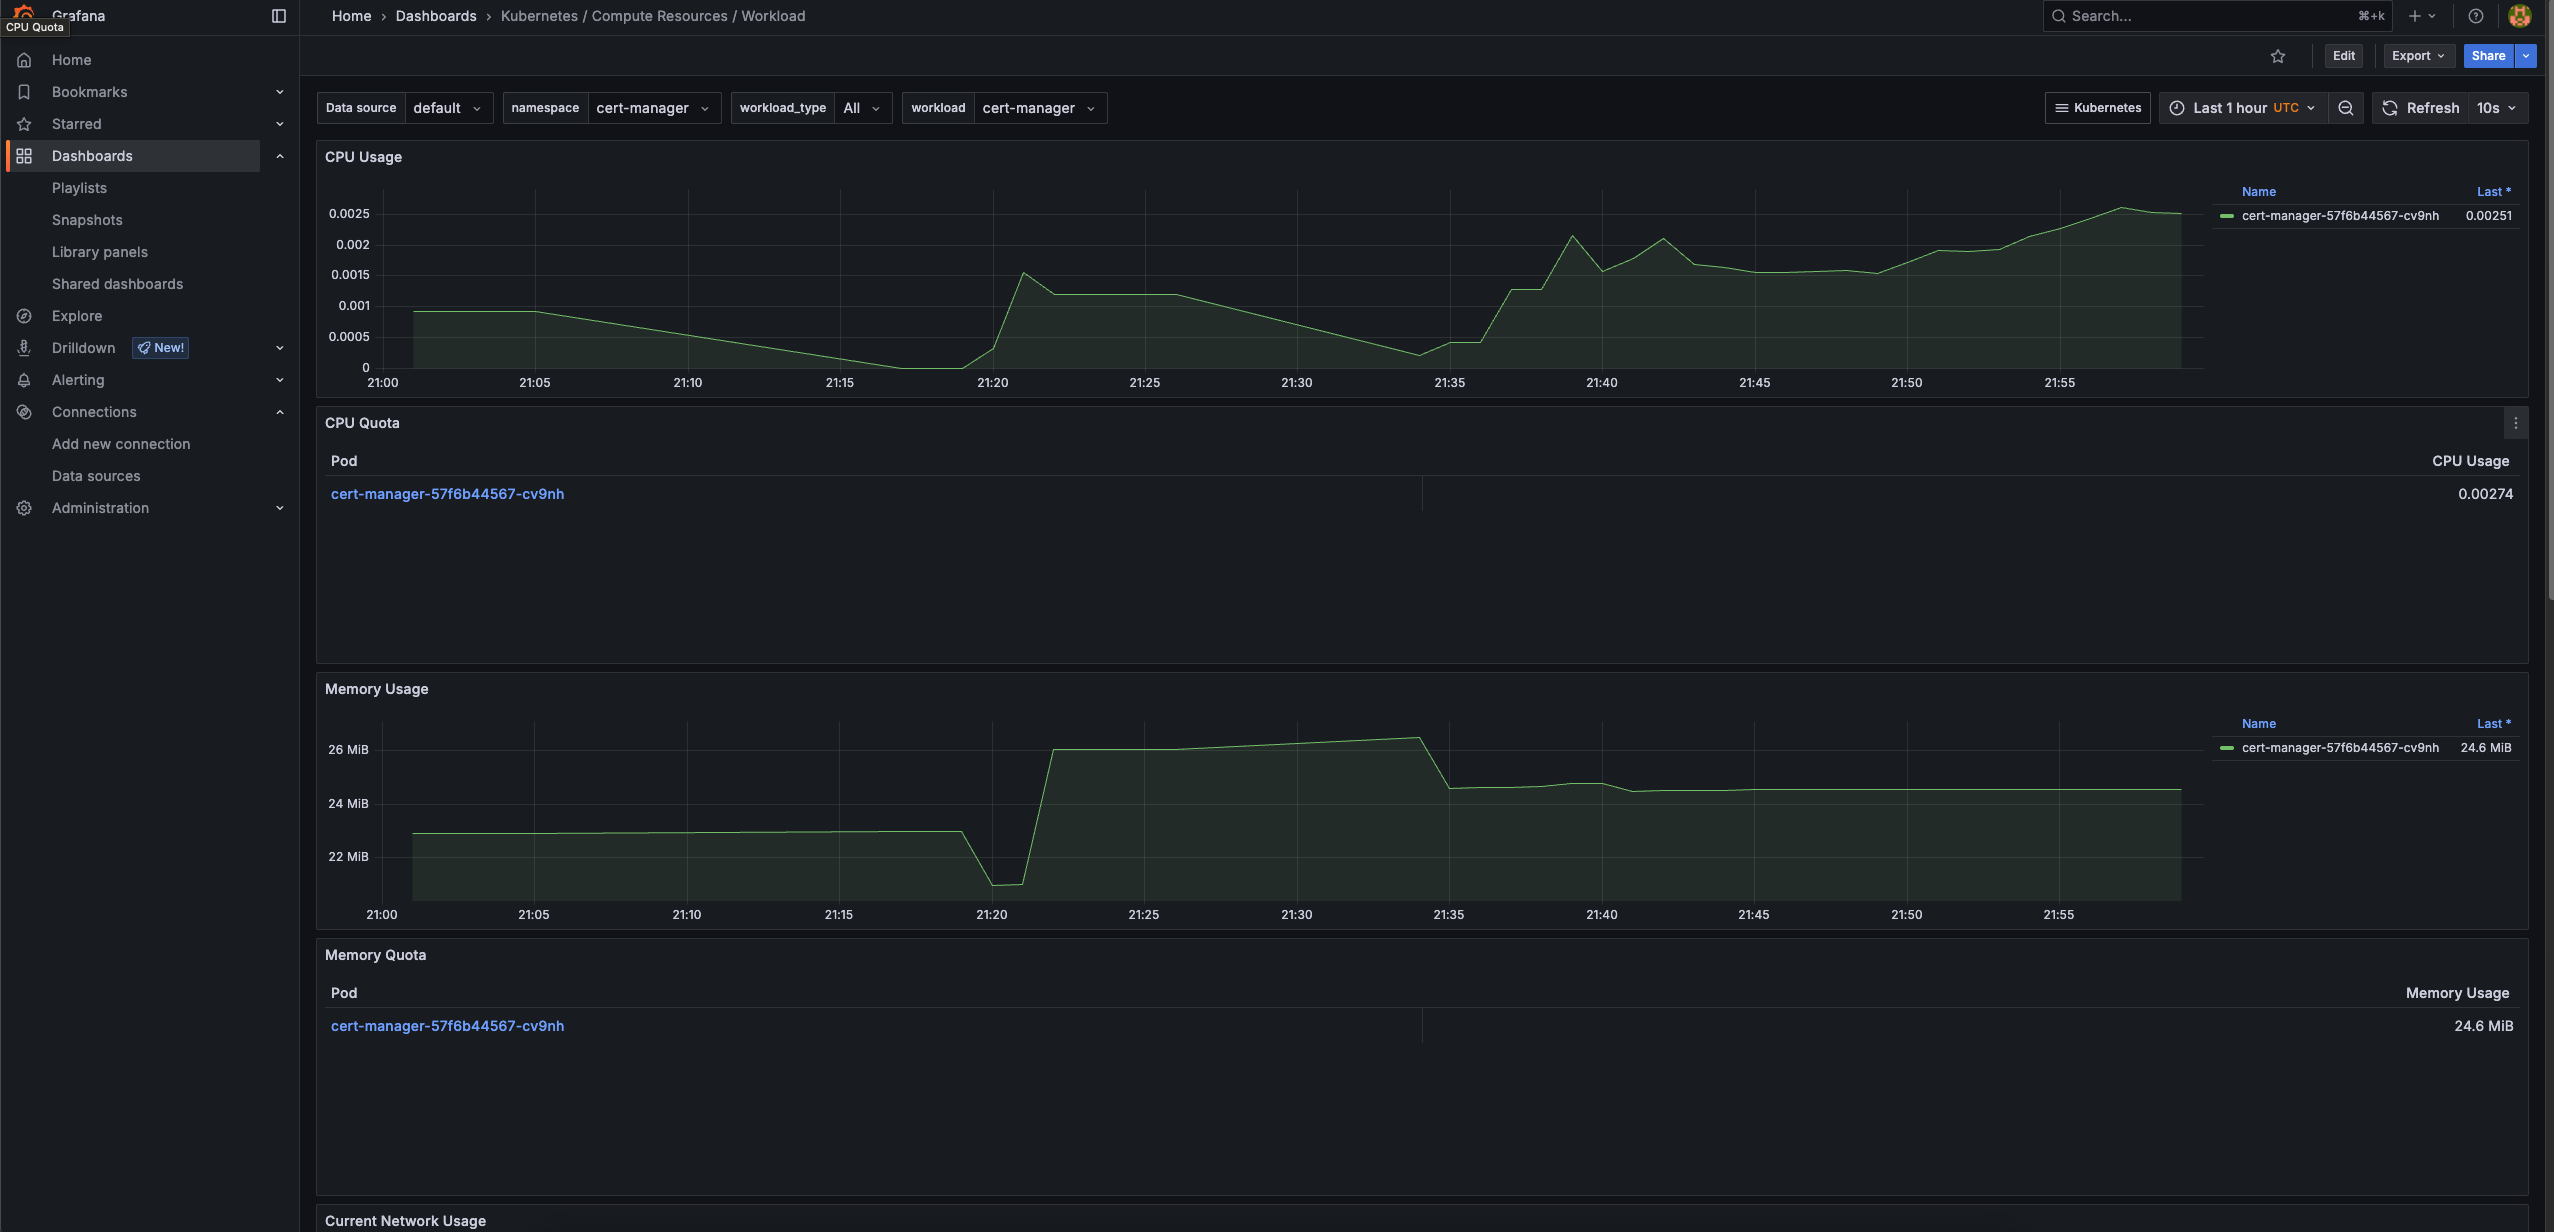 Grafana
CPU Quota
Home › Dashboards › Kubernetes / Compute Resources / Workload
Search...
⌘+k
Home
Bookmarks
Starred
Dashboards
Playlists
Snapshots
Library panels
Shared dashboards
Explore
Drilldown New!
Alerting
Connections
Add new connection
Data sources
Administration
Edit
Export
Share
Data source default
namespace cert-manager
workload_type All
workload cert-manager
Kubernetes
Last 1 hour UTC
Refresh 10s
CPU Usage
0.0025
0.002
0.0015
0.001
0.0005
0
21:00 21:05 21:10 21:15 21:20 21:25 21:30 21:35 21:40 21:45 21:50 21:55
Name Last *
cert-manager-57f6b44567-cv9nh 0.00251
CPU Quota
Pod CPU Usage
cert-manager-57f6b44567-cv9nh 0.00274
Memory Usage
26 MiB
24 MiB
22 MiB
21:00 21:05 21:10 21:15 21:20 21:25 21:30 21:35 21:40 21:45 21:50 21:55
Name Last *
cert-manager-57f6b44567-cv9nh 24.6 MiB
Memory Quota
Pod Memory Usage
cert-manager-57f6b44567-cv9nh 24.6 MiB
Current Network Usage